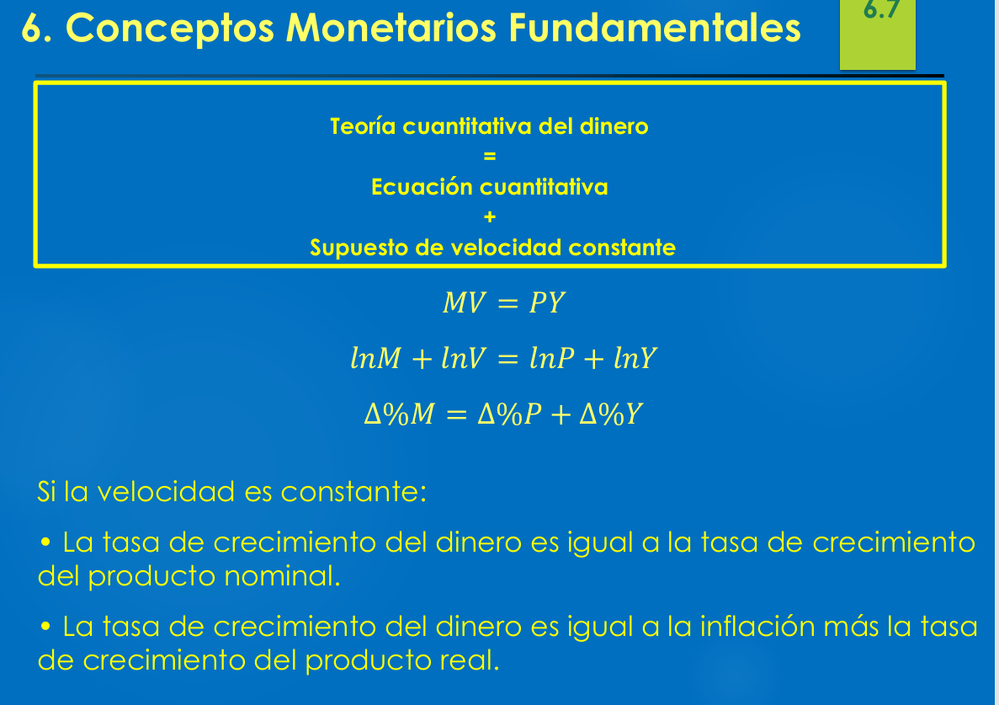 6. Conceptos Monetarios Fundamentales
6.7
Teoría cuantitativa del dinero
=
Ecuación cuantitativa
+
Supuesto de velocidad constante
MV = PY
lnM + lnV = lnP + lnY
Δ%M = Δ%P + Δ%Y
Si la velocidad es constante:
• La tasa de crecimiento del dinero es igual a la tasa de crecimiento
del producto nominal.
• La tasa de crecimiento del dinero es igual a la inflación más la tasa
de crecimiento del producto real.